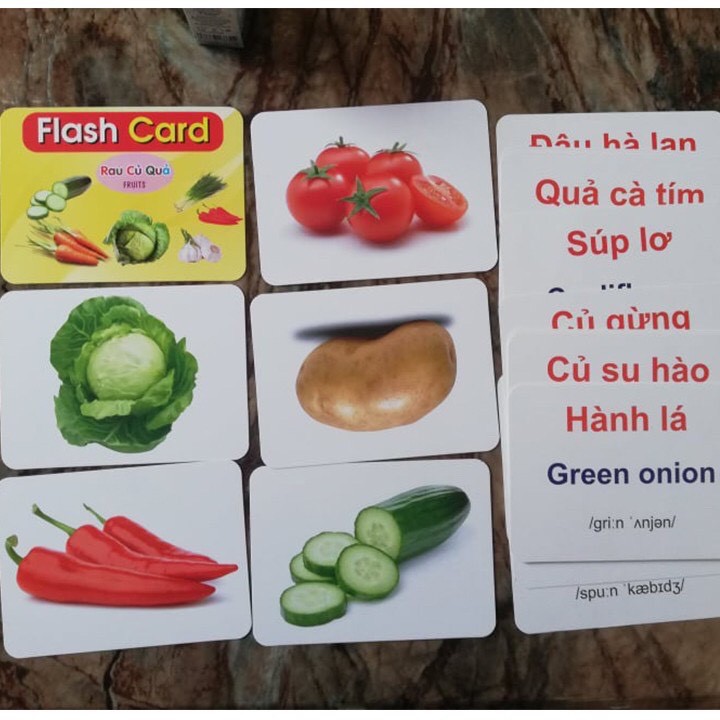 Flash Card
Rau Củ Quả
FRUITS
Đậu hà lan
Quả cà tím
Súp lơ
Củ gừng
Củ su hào
Hành lá
Green onion
/gri:n ˈʌnjən/
/spu:n ˈkæbɪdʒ/